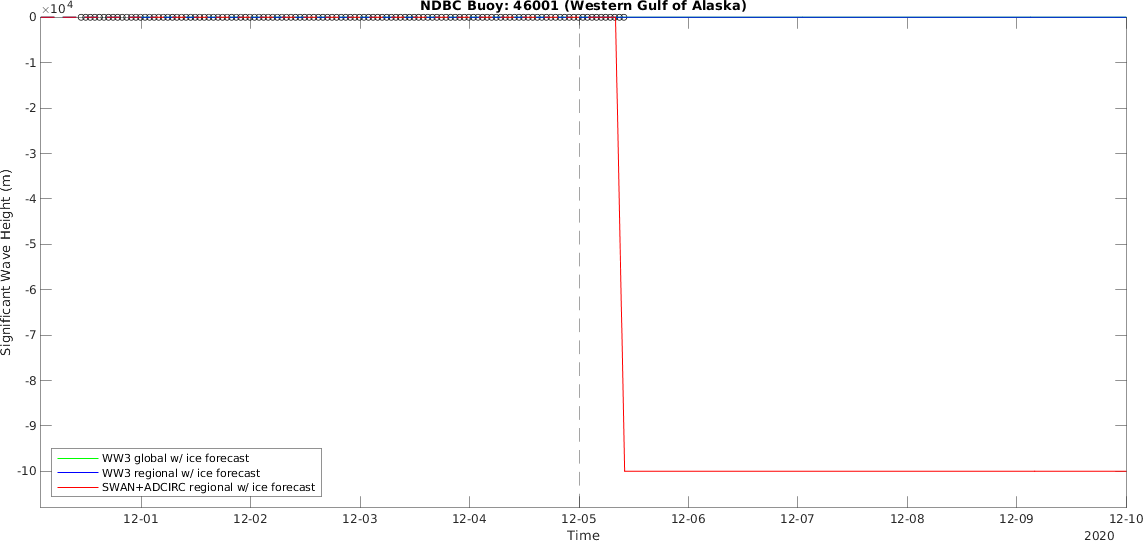 NDBC Buoy: 46001 (Western Gulf of Alaska)
×10⁴
0
-1
-2
-3
-4
-5
-6
-7
-8
-9
-10
Significant Wave Height (m)
WW3 global w/ ice forecast
WW3 regional w/ ice forecast
SWAN+ADCIRC regional w/ ice forecast
12-01 12-02 12-03 12-04 12-05 12-06 12-07 12-08 12-09 12-10
Time
2020